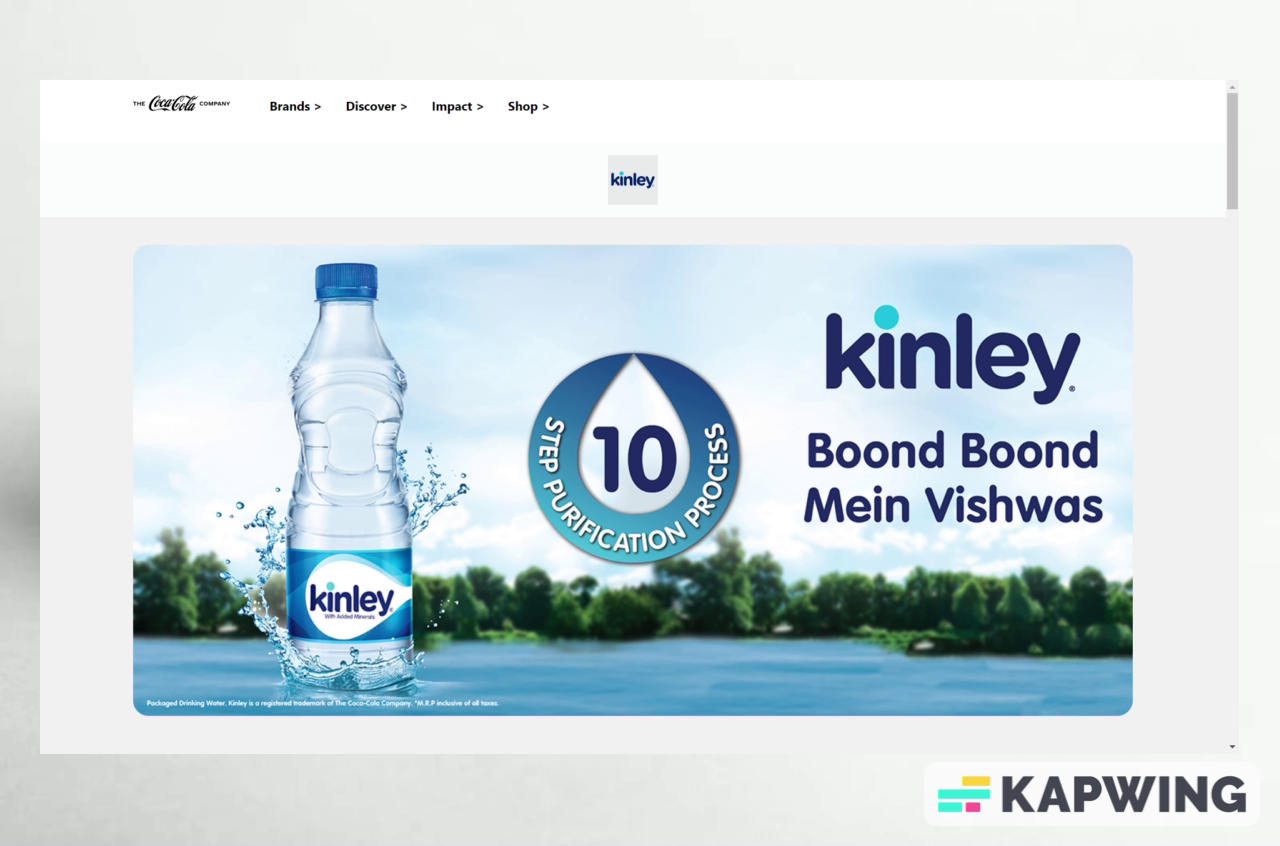 THE Coca-Cola COMPANY
Brands > Discover > Impact > Shop >
kinley
kinley®
Boond Boond
Mein Vishwas
10
STEP PURIFICATION PROCESS
kinley
With Added Minerals
Packaged Drinking Water. Kinley is a registered trademark of The Coca-Cola Company. *M.R.P inclusive of all taxes.
KAPWING